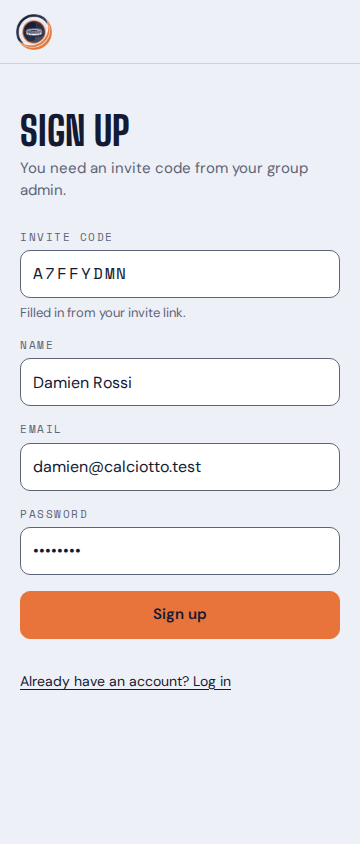 SIGN UP
You need an invite code from your group
admin.
INVITE CODE
A7FFYDMN
Filled in from your invite link.
NAME
Damien Rossi
EMAIL
damien@calciotto.test
PASSWORD
••••••••
Sign up
Already have an account? Log in